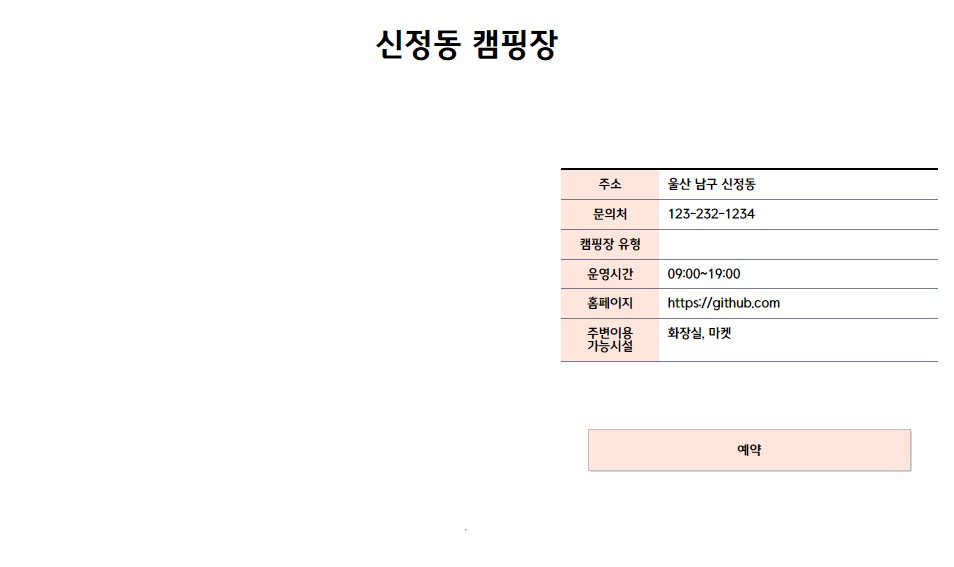 신정동 캠핑장
주소 울산 남구 신정동
문의처 123-232-1234
캠핑장 유형
운영시간 09:00~19:00
홈페이지 https://github.com
주변이용 화장실, 마켓
가능시설
예약